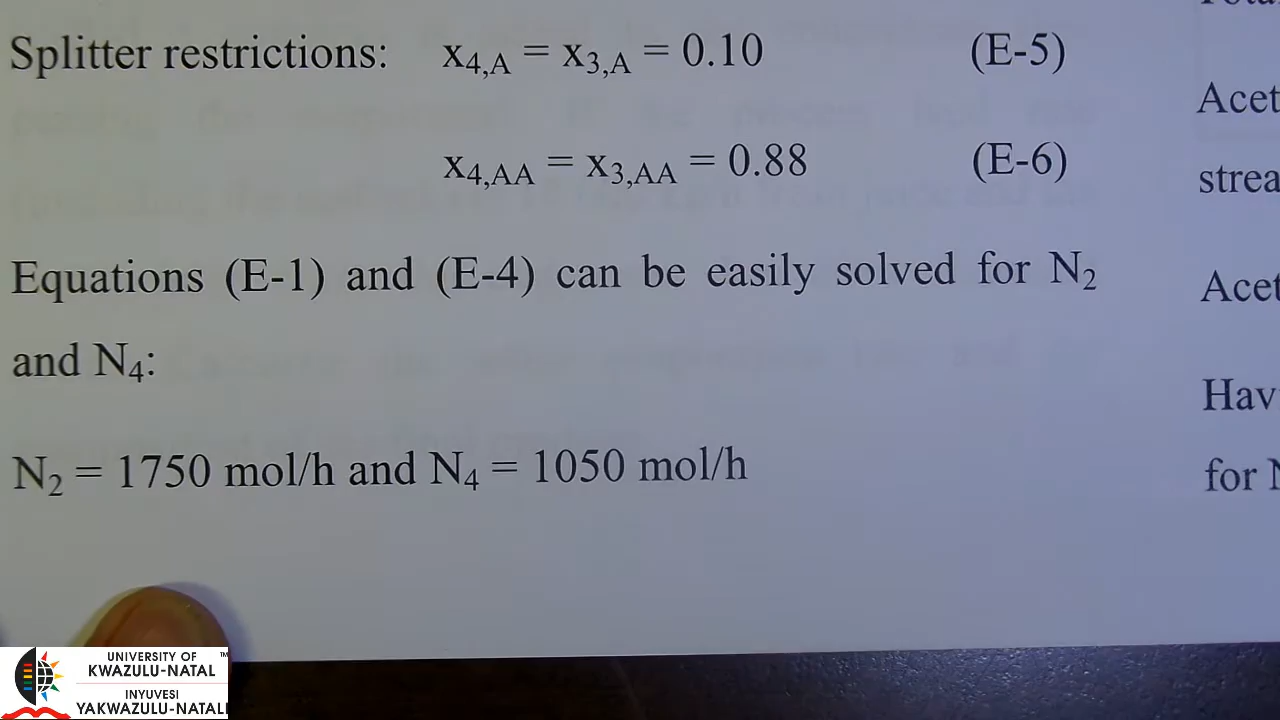 Splitter restrictions: x4,A = x3,A = 0.10 (E-5)
x4,AA = x3,AA = 0.88 (E-6)
Equations (E-1) and (E-4) can be easily solved for N2
and N4:
N2 = 1750 mol/h and N4 = 1050 mol/h
Acet
strea
Acet
Hav
for N
UNIVERSITY OF ™
KWAZULU-NATAL
INYUVESI
YAKWAZULU-NATALI